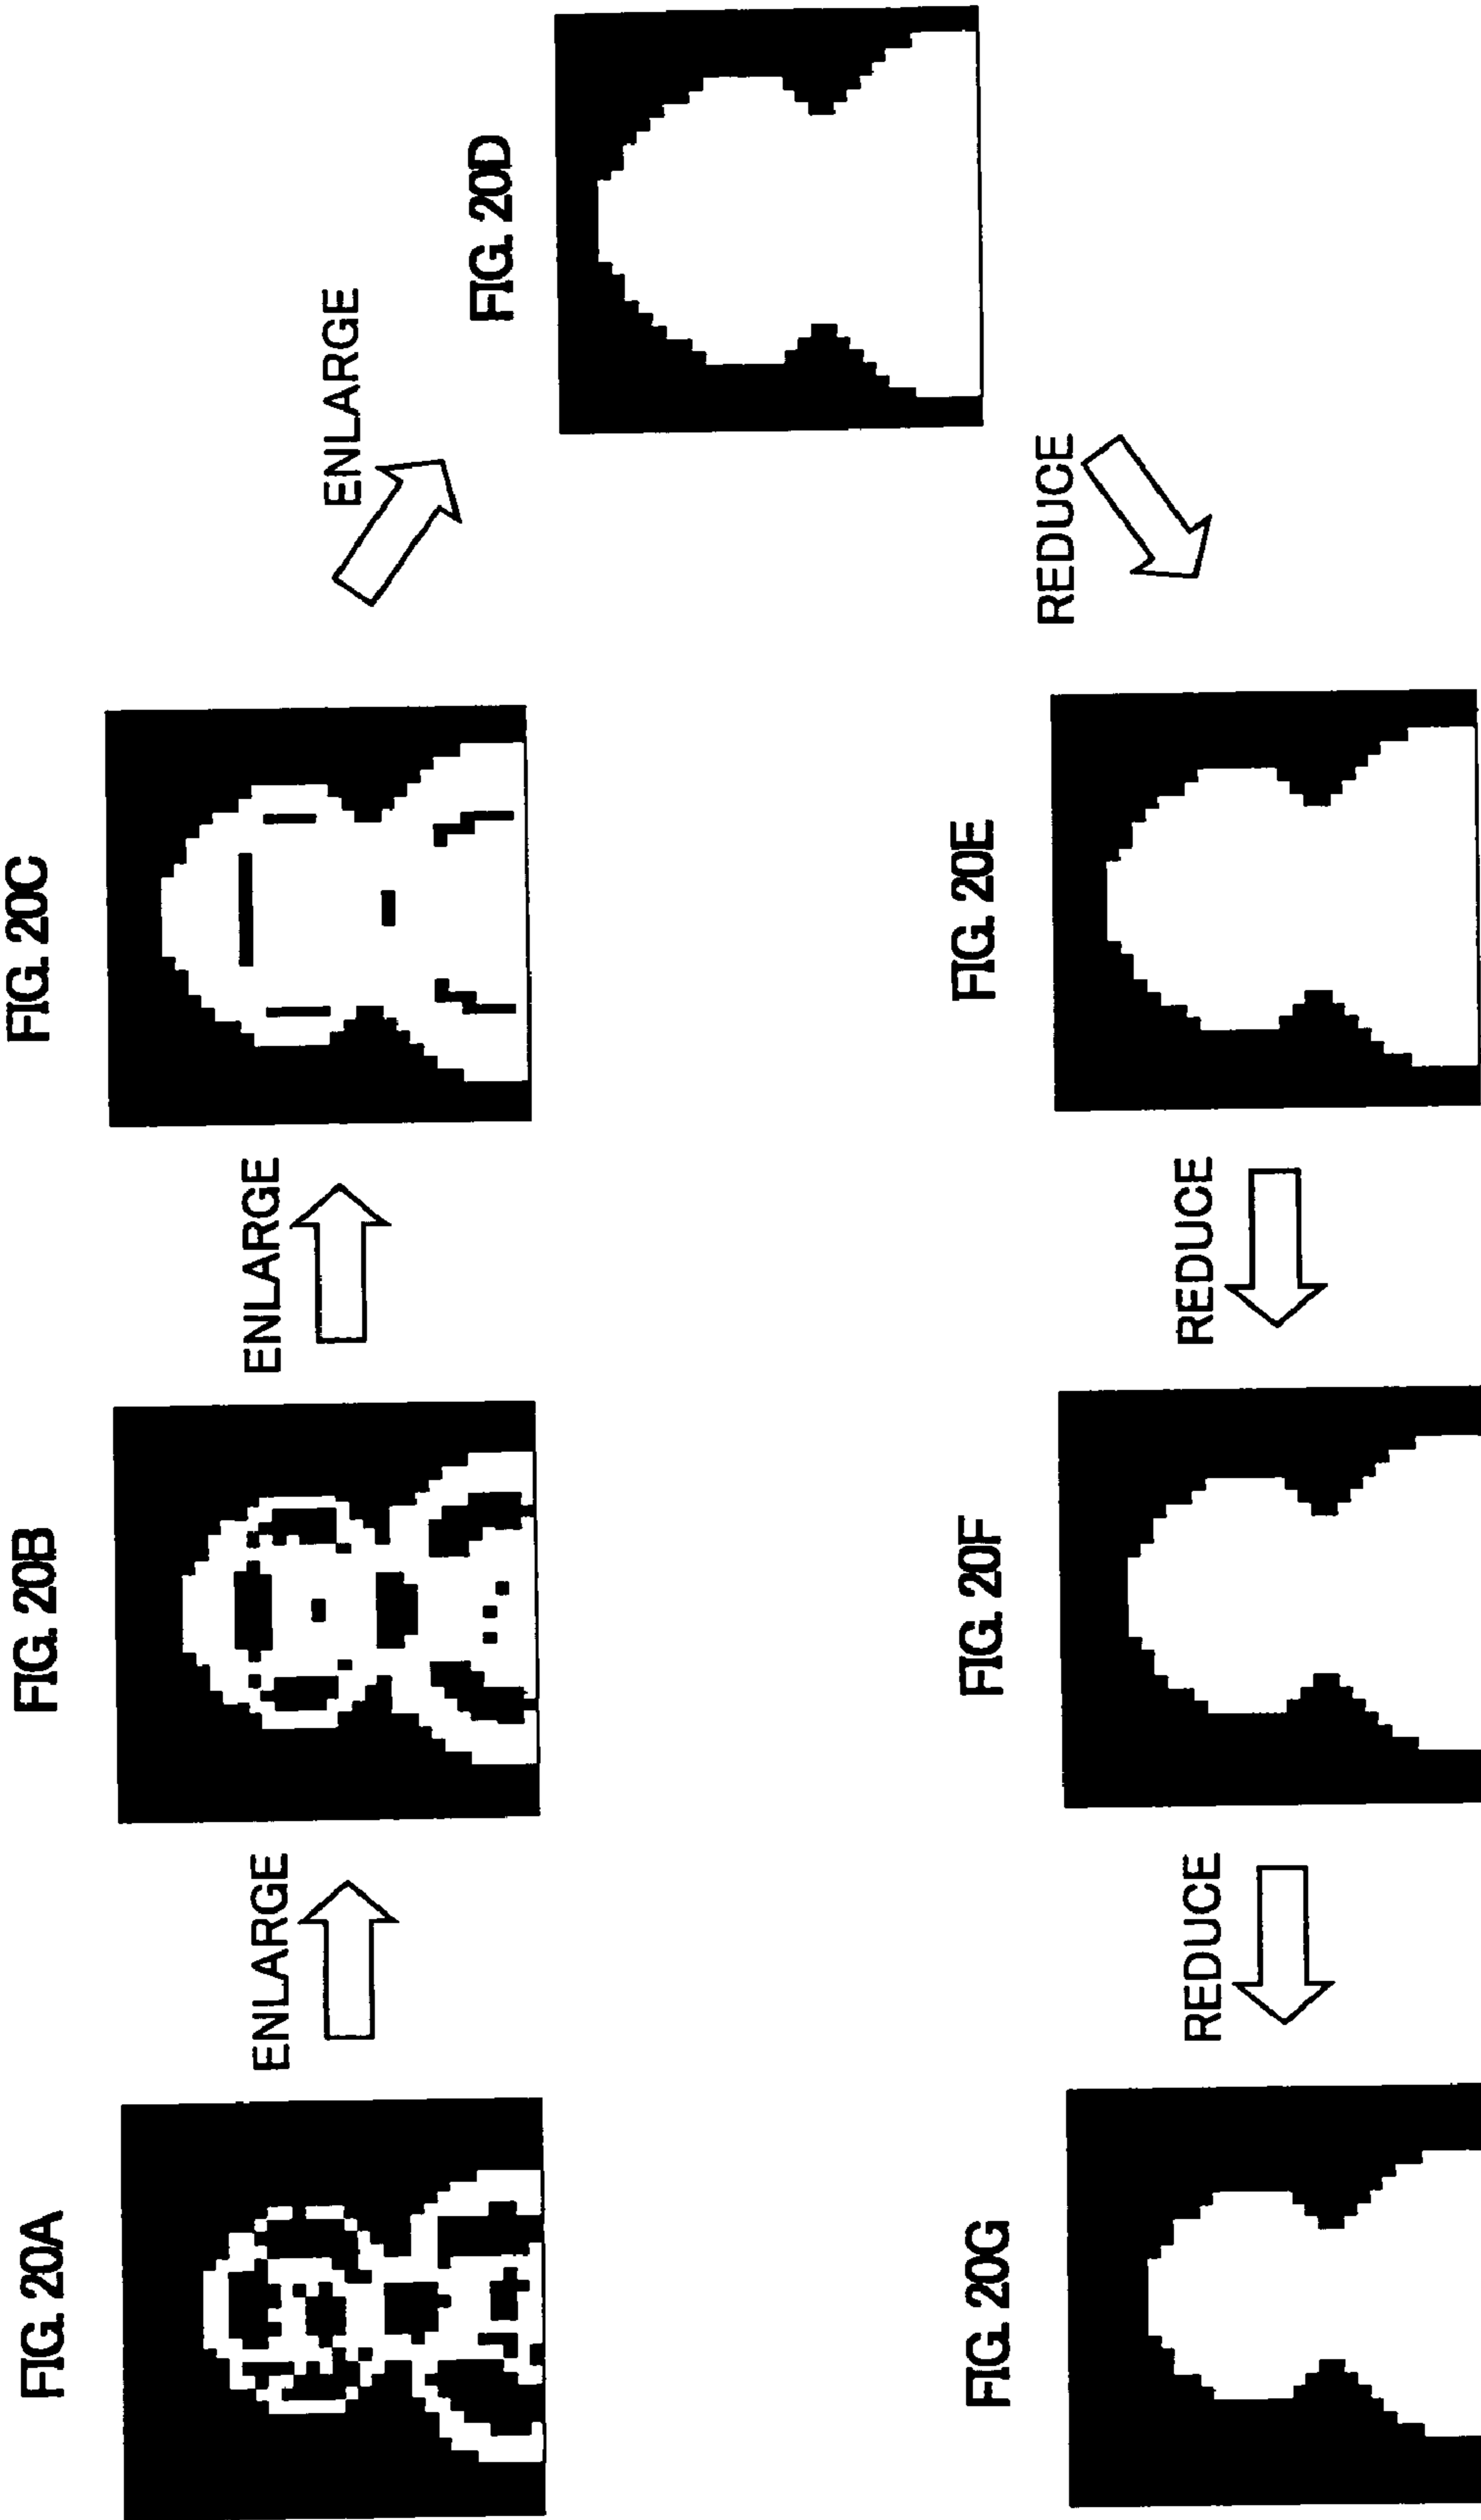 FIG. 20A
ENLARGE
FIG. 20B
ENLARGE
FIG. 20C
ENLARGE
FIG. 20D
REDUCE
FIG. 20E
REDUCE
FIG. 20F
REDUCE
FIG. 20G